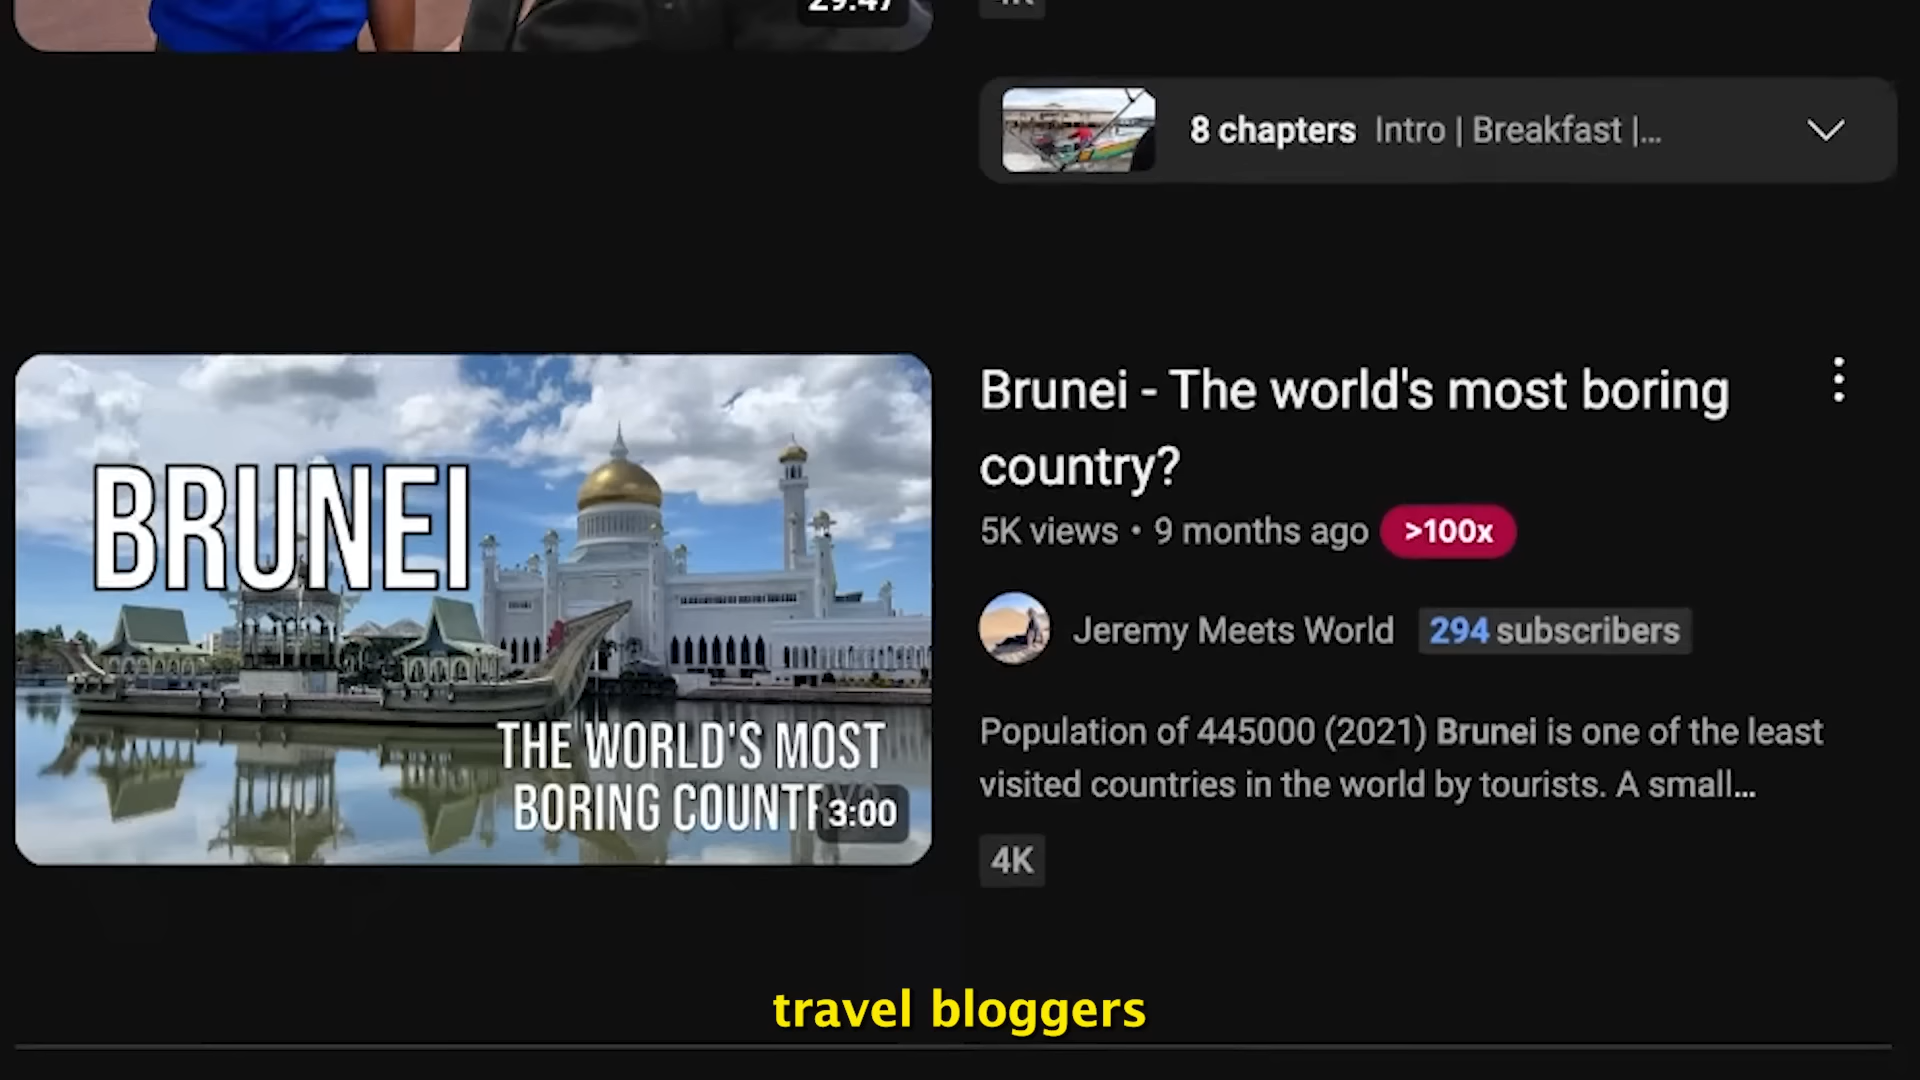 29:47
4K
8 chapters Intro | Breakfast |...
BRUNEI
THE WORLD'S MOST
BORING
3:00
Brunei - The world's most boring
country?
5K views • 9 months ago >100x
Jeremy Meets World 294 subscribers
Population of 445000 (2021) Brunei is one of the least
visited countries in the world by tourists. A small...
4K
travel bloggers